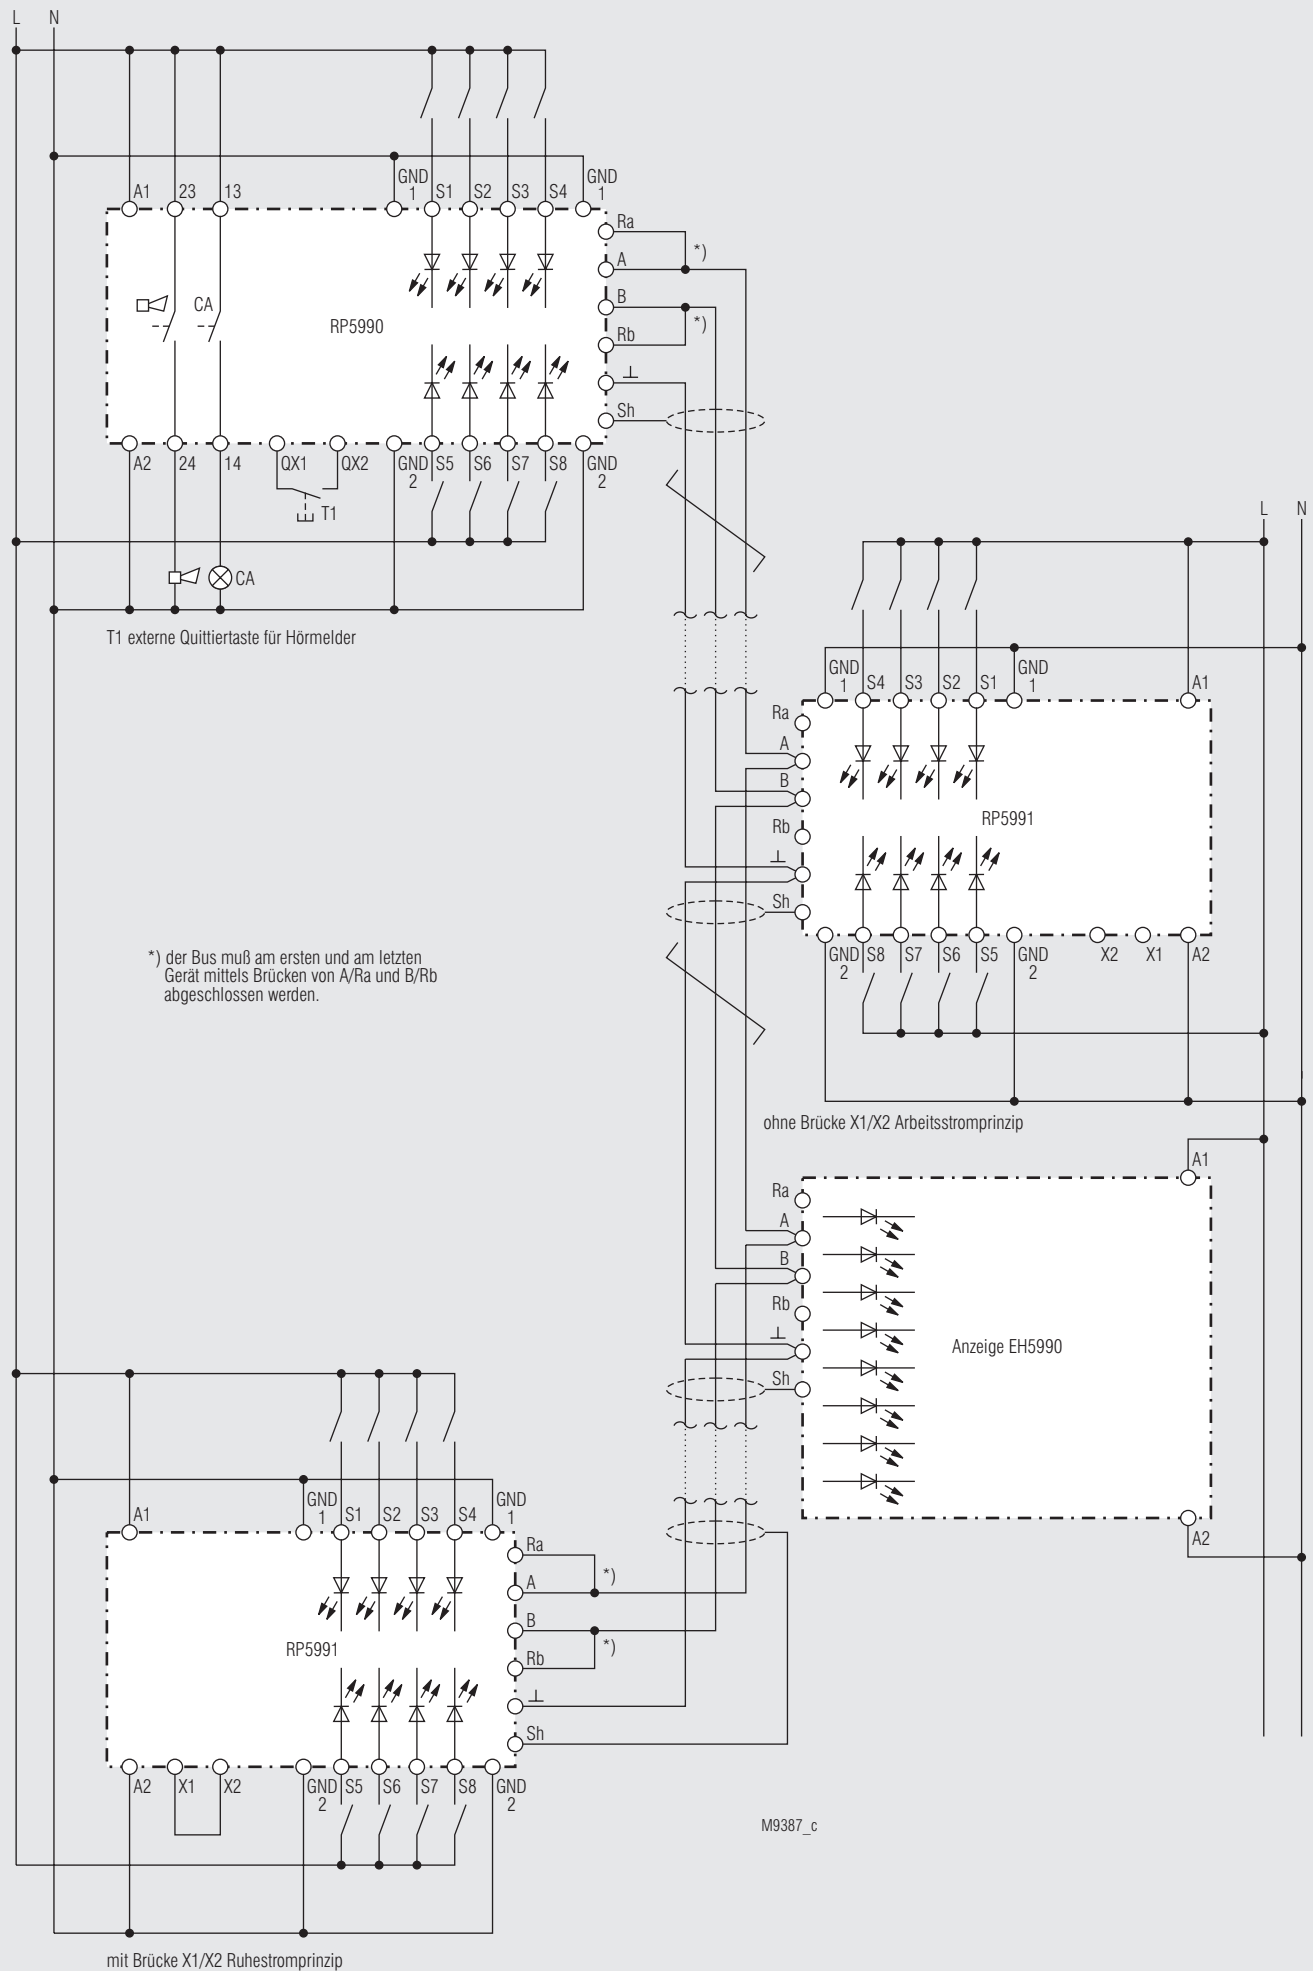 L N
A1 23 13 GND 1 S1 S2 S3 S4 GND 1
Ra
*)
A
CA
B
*)
RP5990
Rb
⊥
Sh
A2 24 14 QX1 QX2 GND 2 S5 S6 S7 S8 GND 2
T1
CA
T1 externe Quittiertaste für Hörmelder
L N
GND 1 S4 S3 S2 S1 GND 1 A1
Ra
A
B
RP5991
Rb
⊥
Sh
GND 2 S8 S7 S6 S5 GND 2 X2 X1 A2
*) der Bus muß am ersten und am letzten
Gerät mittels Brücken von A/Ra und B/Rb
abgeschlossen werden.
ohne Brücke X1/X2 Arbeitsstromprinzip
A1
Ra
A
B
Rb
⊥
Anzeige EH5990
Sh
A2
A1 GND 1 S1 S2 S3 S4 GND 1
Ra
*)
A
B
*)
RP5991
Rb
⊥
Sh
A2 X1 X2 GND 2 S5 S6 S7 S8 GND 2
M9387_c
mit Brücke X1/X2 Ruhestromprinzip